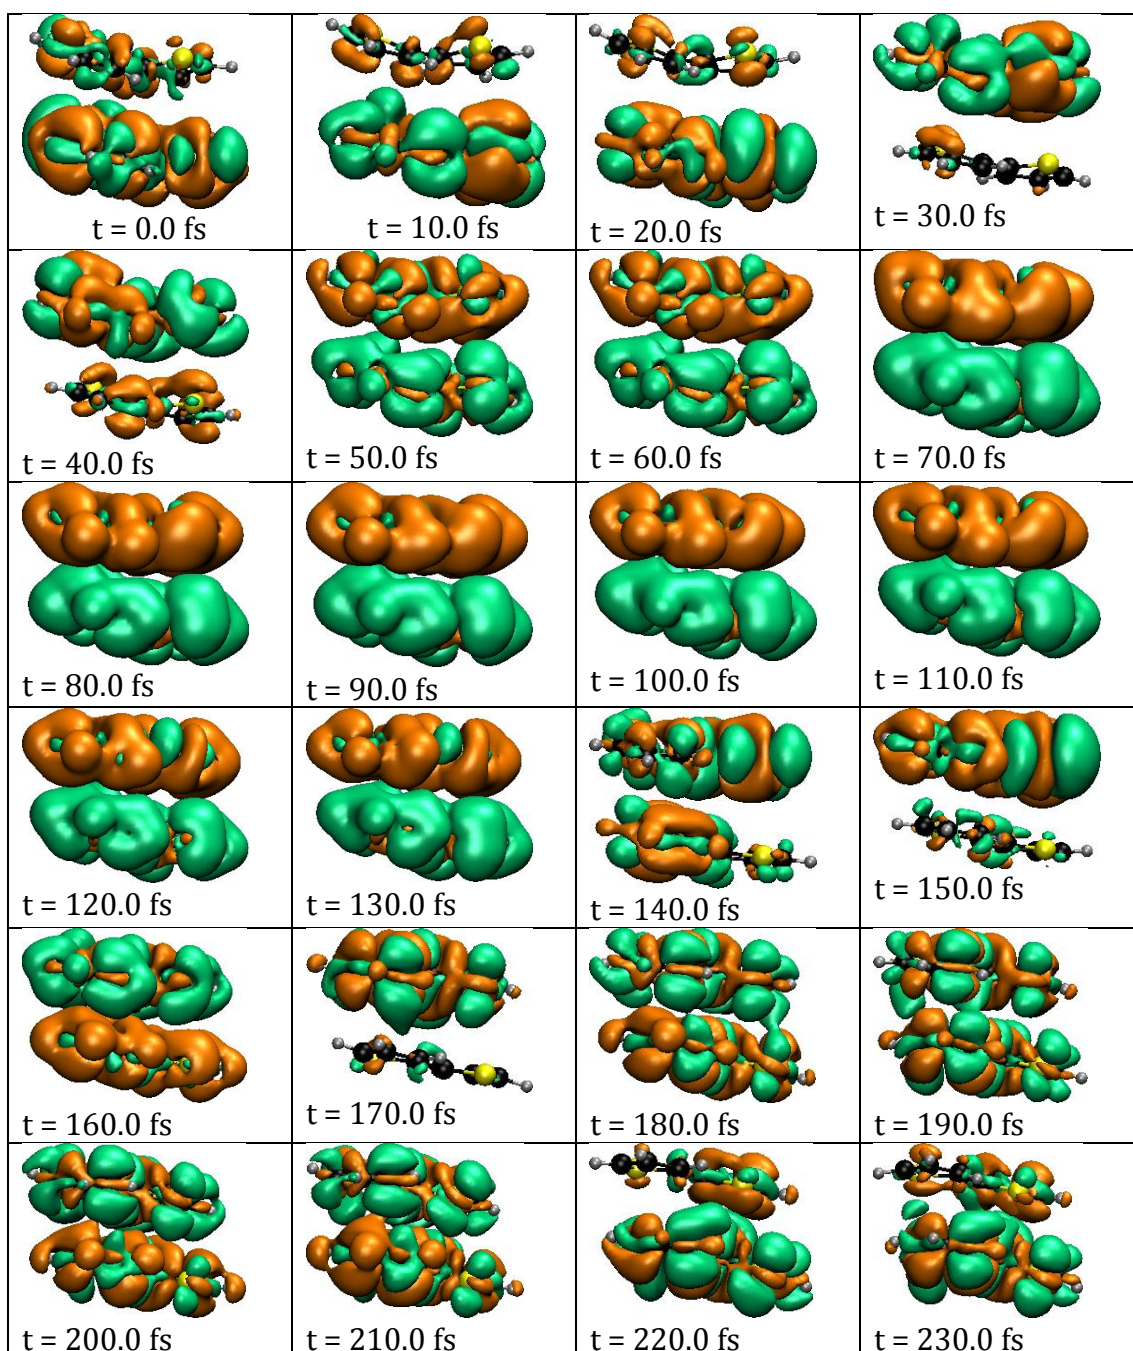 t = 0.0 fs
t = 10.0 fs
t = 20.0 fs
t = 30.0 fs
t = 40.0 fs
t = 50.0 fs
t = 60.0 fs
t = 70.0 fs
t = 80.0 fs
t = 90.0 fs
t = 100.0 fs
t = 110.0 fs
t = 120.0 fs
t = 130.0 fs
t = 140.0 fs
t = 150.0 fs
t = 160.0 fs
t = 170.0 fs
t = 180.0 fs
t = 190.0 fs
t = 200.0 fs
t = 210.0 fs
t = 220.0 fs
t = 230.0 fs